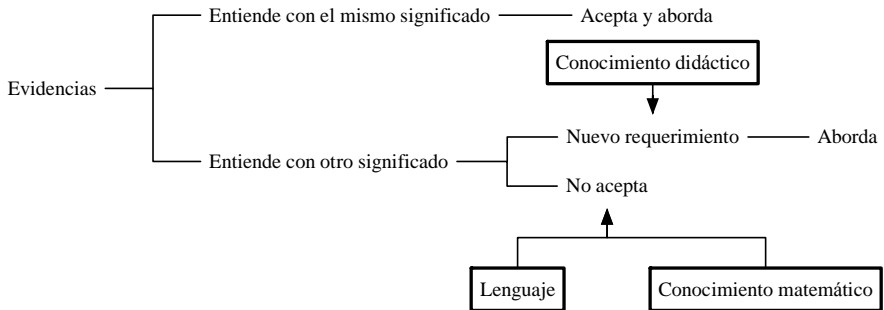 Entiende con el mismo significado
Acepta y aborda
Conocimiento didáctico
Evidencias
Nuevo requerimiento
Aborda
Entiende con otro significado
No acepta
Lenguaje
Conocimiento matemático